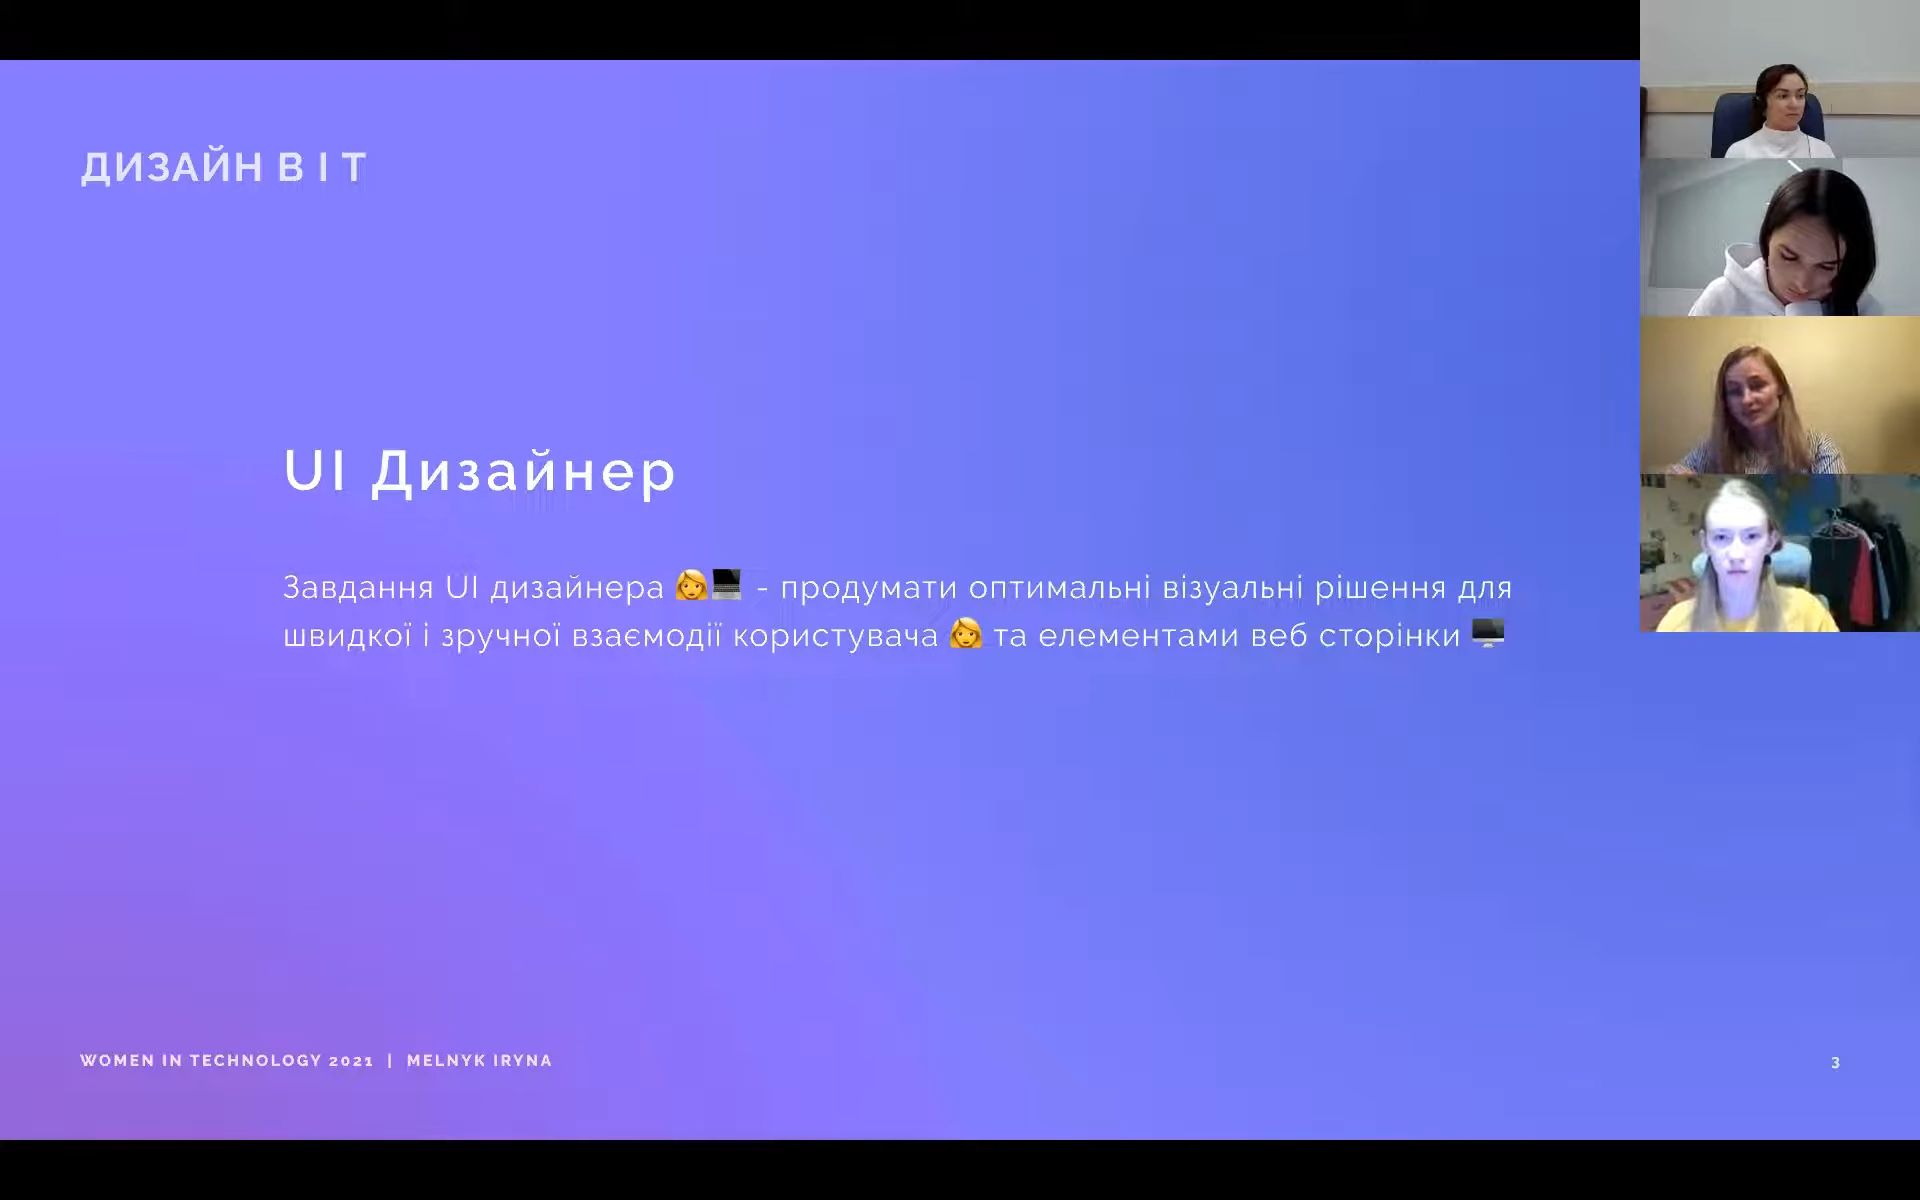 ДИЗАЙН В І Т
UI Дизайнер
Завдання UI дизайнера 👩💻 - продумати оптимальні візуальні рішення для
швидкої і зручної взаємодії користувача 👩 та елементами веб сторінки 🖥️
WOMEN IN TECHNOLOGY 2021 | MELNYK IRYNA
3